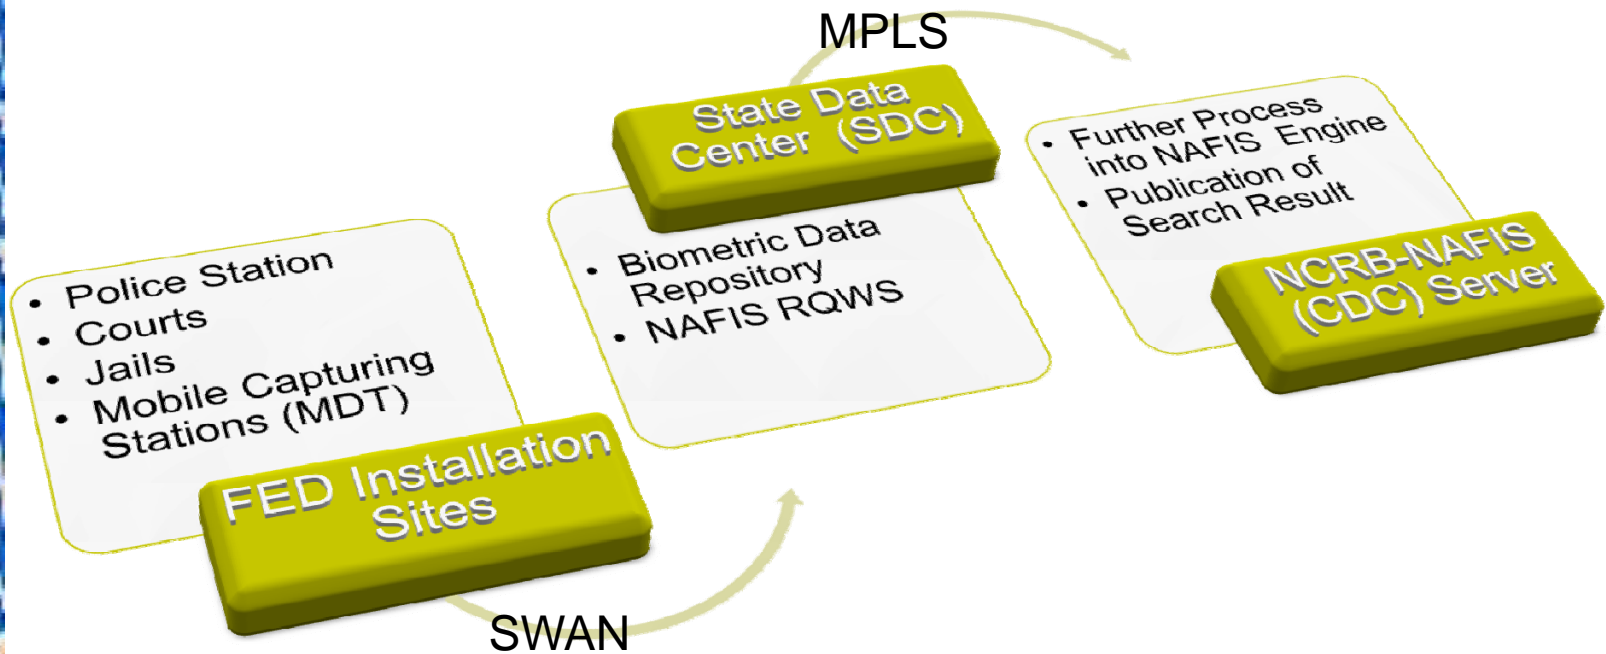 MPLS
State Data
Center (SDC)
• Further Process
into NAFIS Engine
• Publication of
Search Result
NCRB-NAFIS
(CDC) Server
• Biometric Data
Repository
• NAFIS RQWS
• Police Station
• Courts
• Jails
• Mobile Capturing
Stations (MDT)
FED Installation
Sites
SWAN